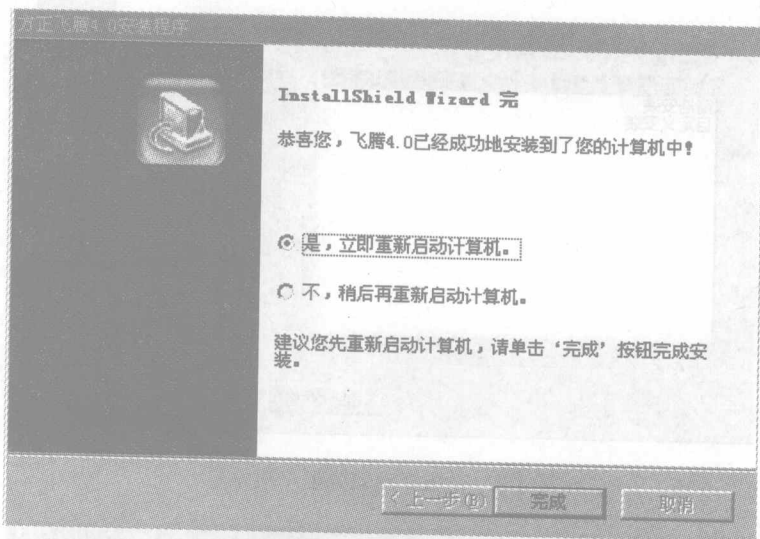 方正飞腾4.0安装程序
InstallShield Wizard 完
恭喜您，飞腾4.0已经成功地安装到了您的计算机中！
是，立即重新启动计算机。
不，稍后再重新启动计算机。
建议您先重新启动计算机，请单击‘完成’按钮完成安
装。
< 上一步(B)
完成
取消